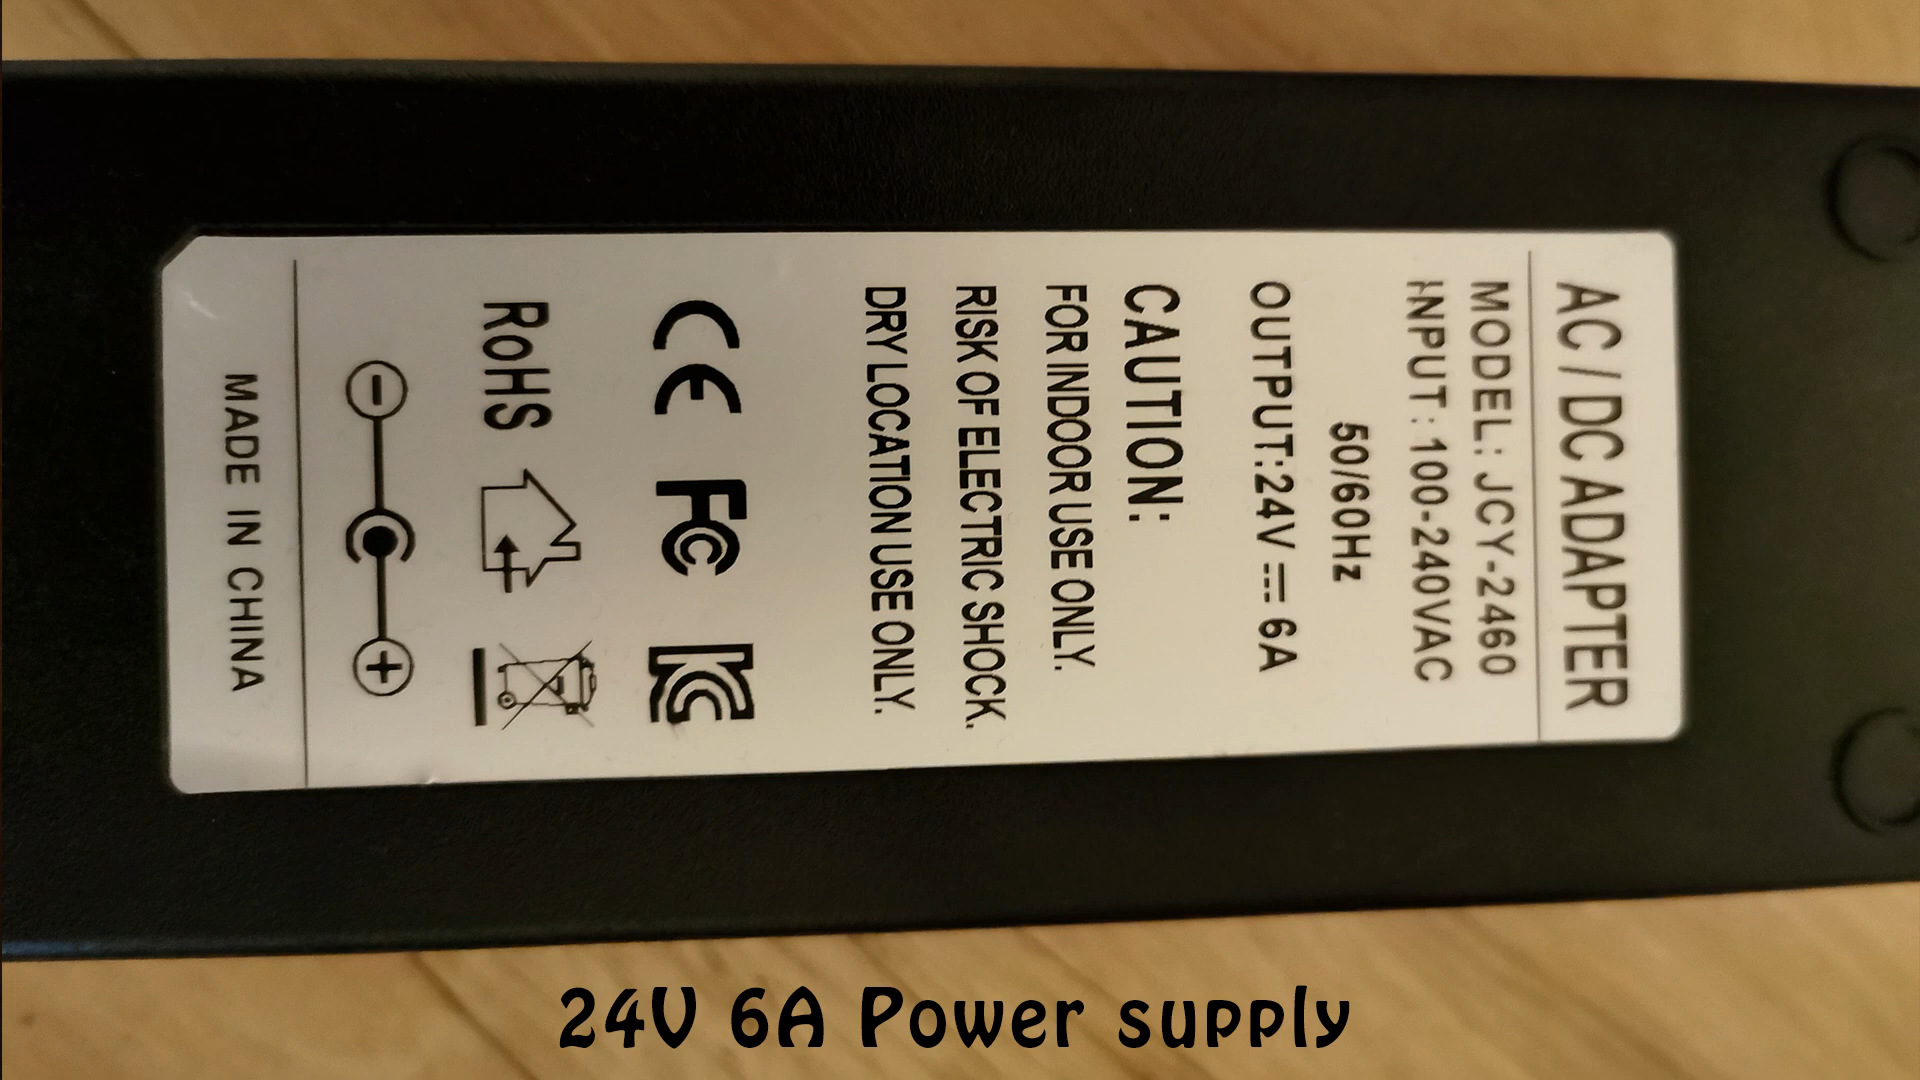 AC / DC ADAPTER
MODEL: JCY-2460
INPUT: 100-240VAC
50/60Hz
OUTPUT:24V ⎓ 6A
CAUTION:
FOR INDOOR USE ONLY.
RISK OF ELECTRIC SHOCK.
DRY LOCATION USE ONLY.
CE FC KC
RoHS
- +
MADE IN CHINA
24V 6A Power supply